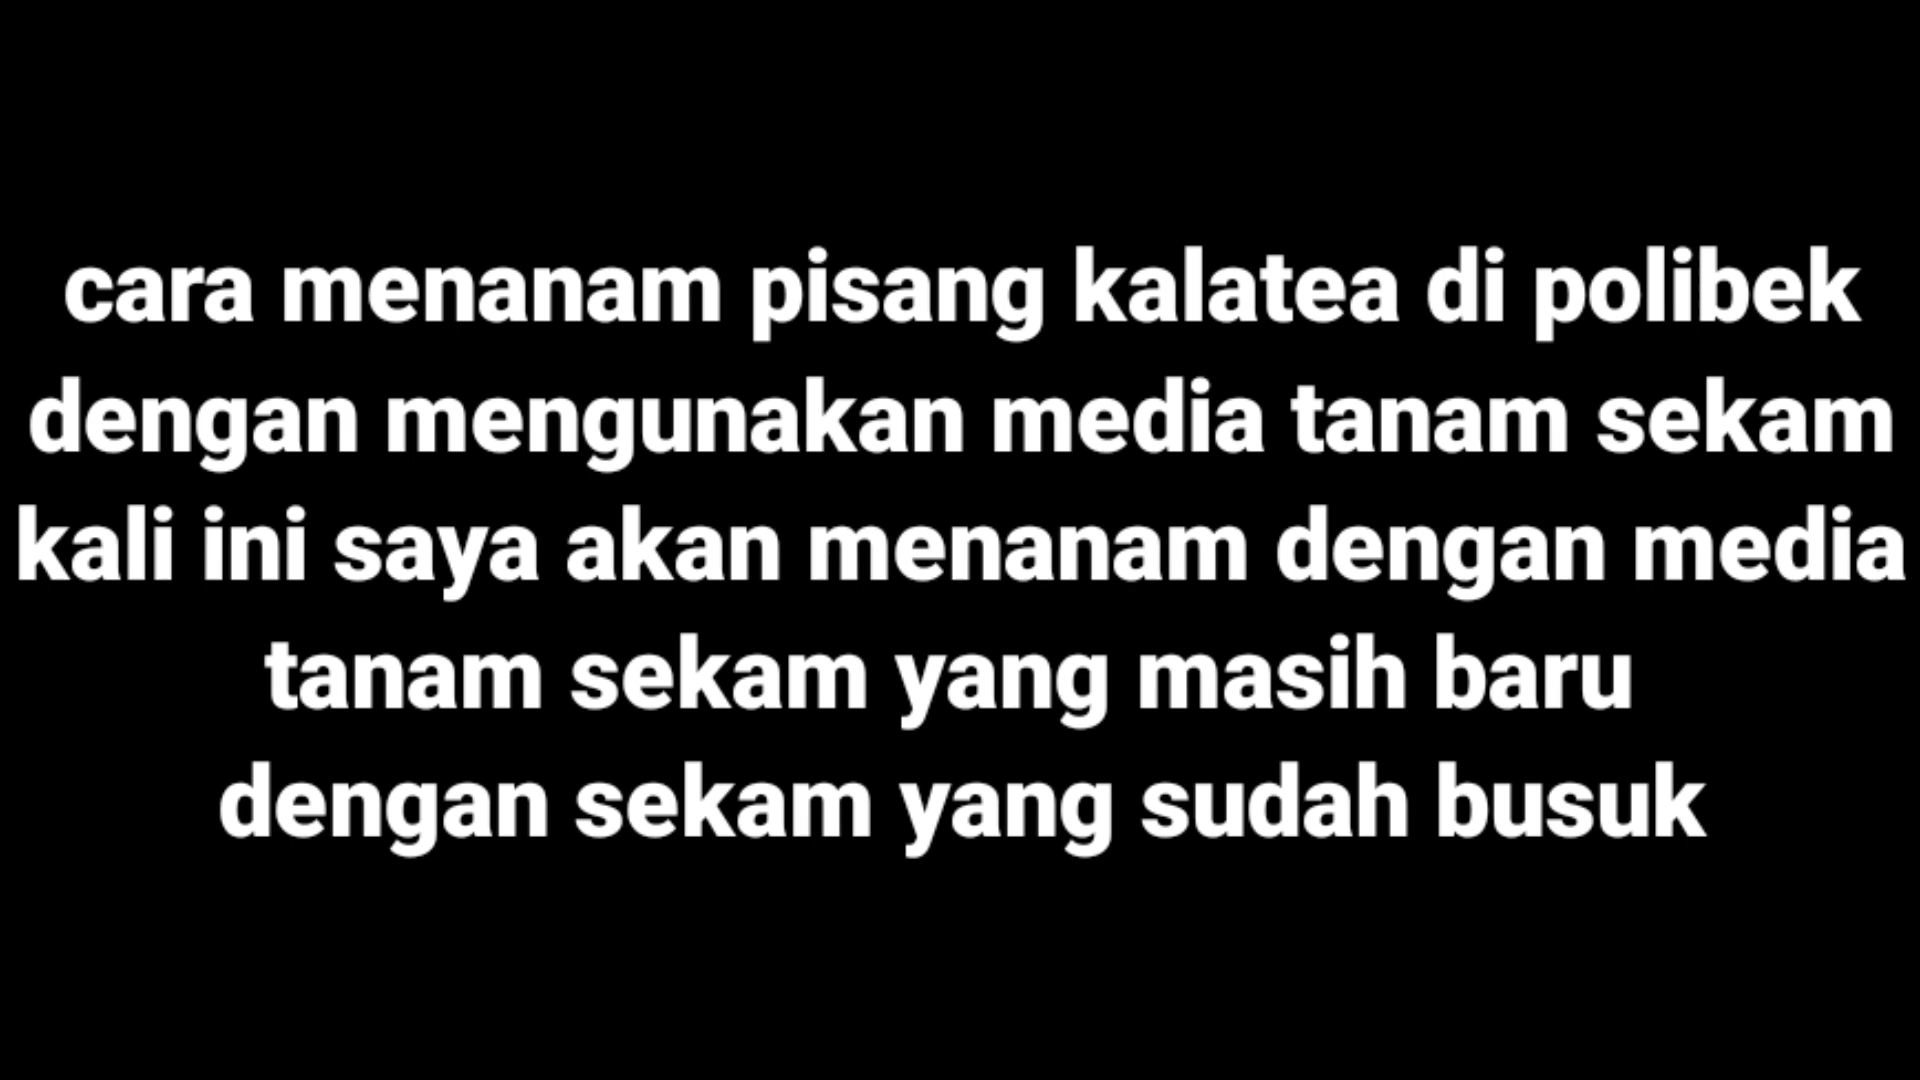 cara menanam pisang kalatea di polibek
dengan mengunakan media tanam sekam
kali ini saya akan menanam dengan media
tanam sekam yang masih baru
dengan sekam yang sudah busuk